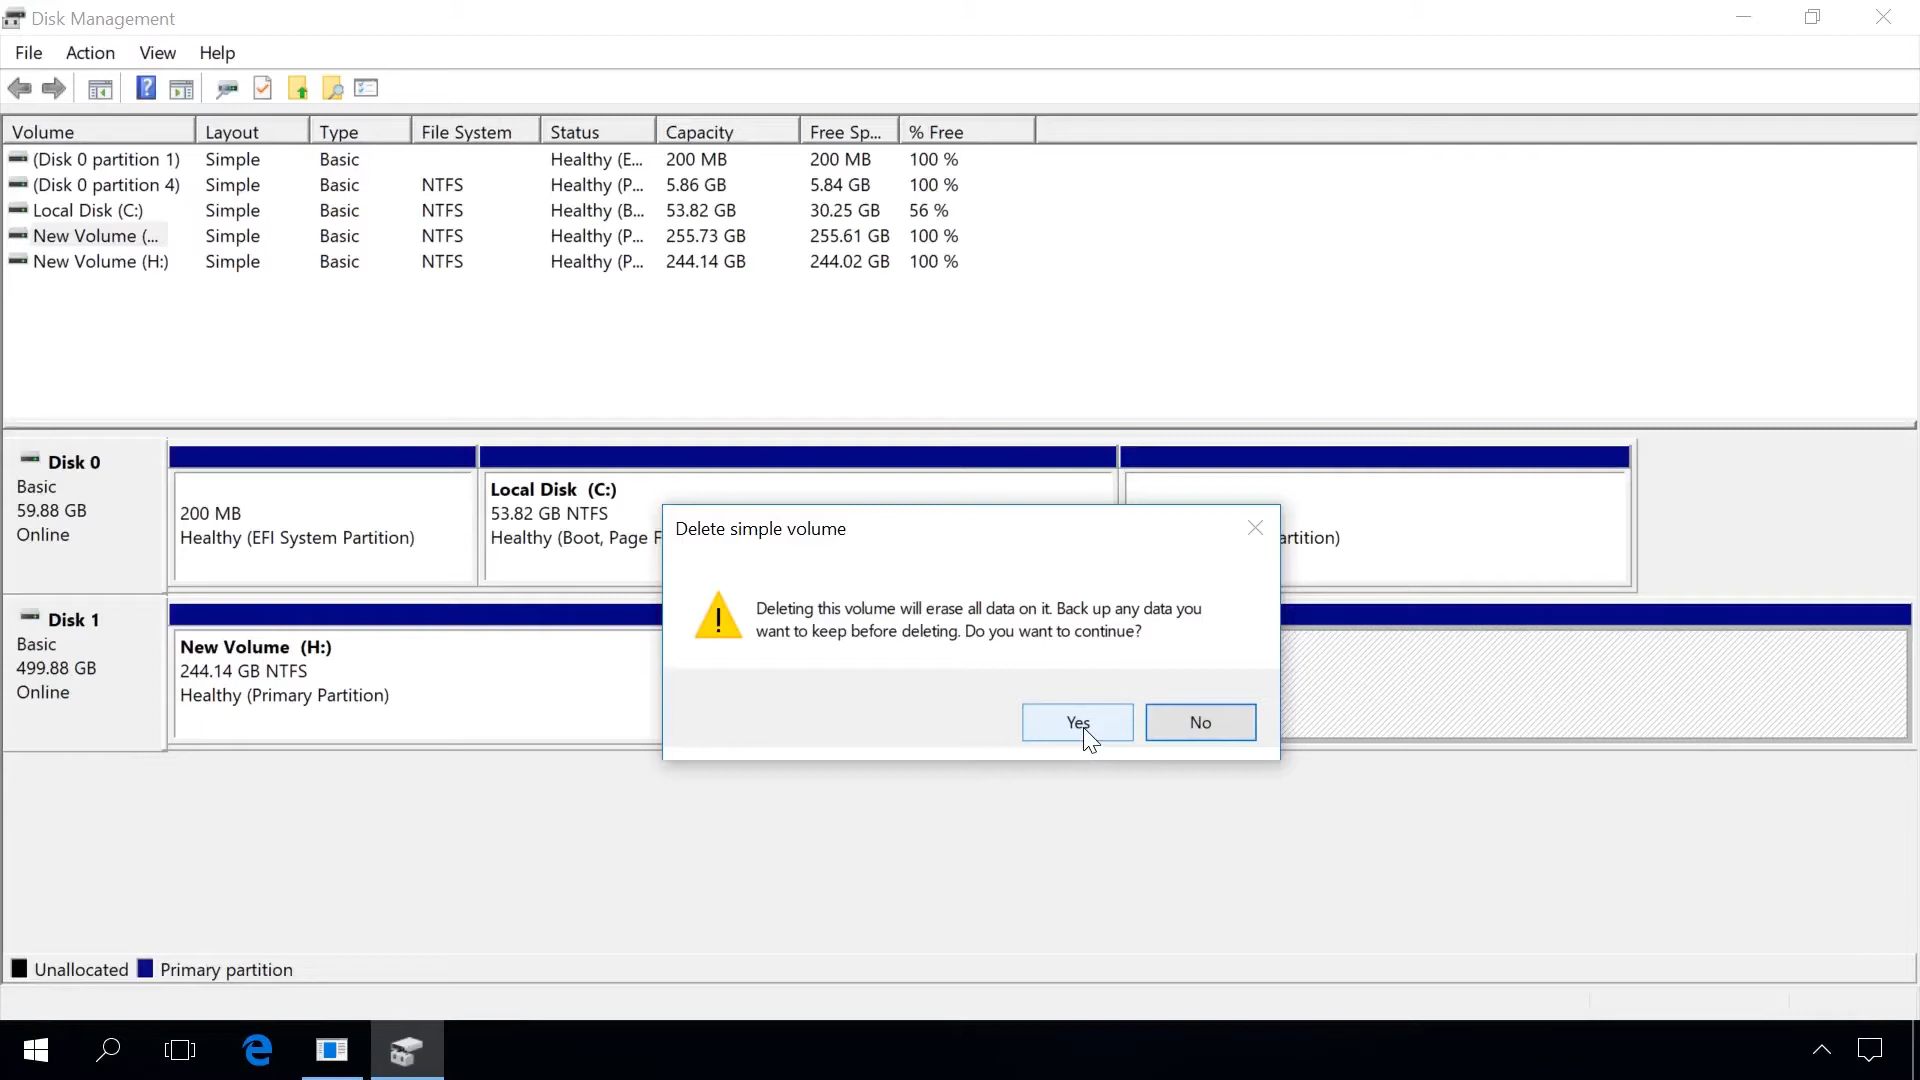 Disk Management
File Action View Help
Volume Layout Type File System Status Capacity Free Sp... % Free
(Disk 0 partition 1) Simple Basic Healthy (E... 200 MB 200 MB 100 %
(Disk 0 partition 4) Simple Basic NTFS Healthy (P... 5.86 GB 5.84 GB 100 %
Local Disk (C:) Simple Basic NTFS Healthy (B... 53.82 GB 30.25 GB 56 %
New Volume (... Simple Basic NTFS Healthy (P... 255.73 GB 255.61 GB 100 %
New Volume (H:) Simple Basic NTFS Healthy (P... 244.14 GB 244.02 GB 100 %
Disk 0
Basic
59.88 GB
Online
200 MB
Healthy (EFI System Partition)
Local Disk (C:)
53.82 GB NTFS
Healthy (Boot, Page F
artition)
Disk 1
Basic
499.88 GB
Online
New Volume (H:)
244.14 GB NTFS
Healthy (Primary Partition)
Delete simple volume
Deleting this volume will erase all data on it. Back up any data you
want to keep before deleting. Do you want to continue?
Yes No
Unallocated Primary partition